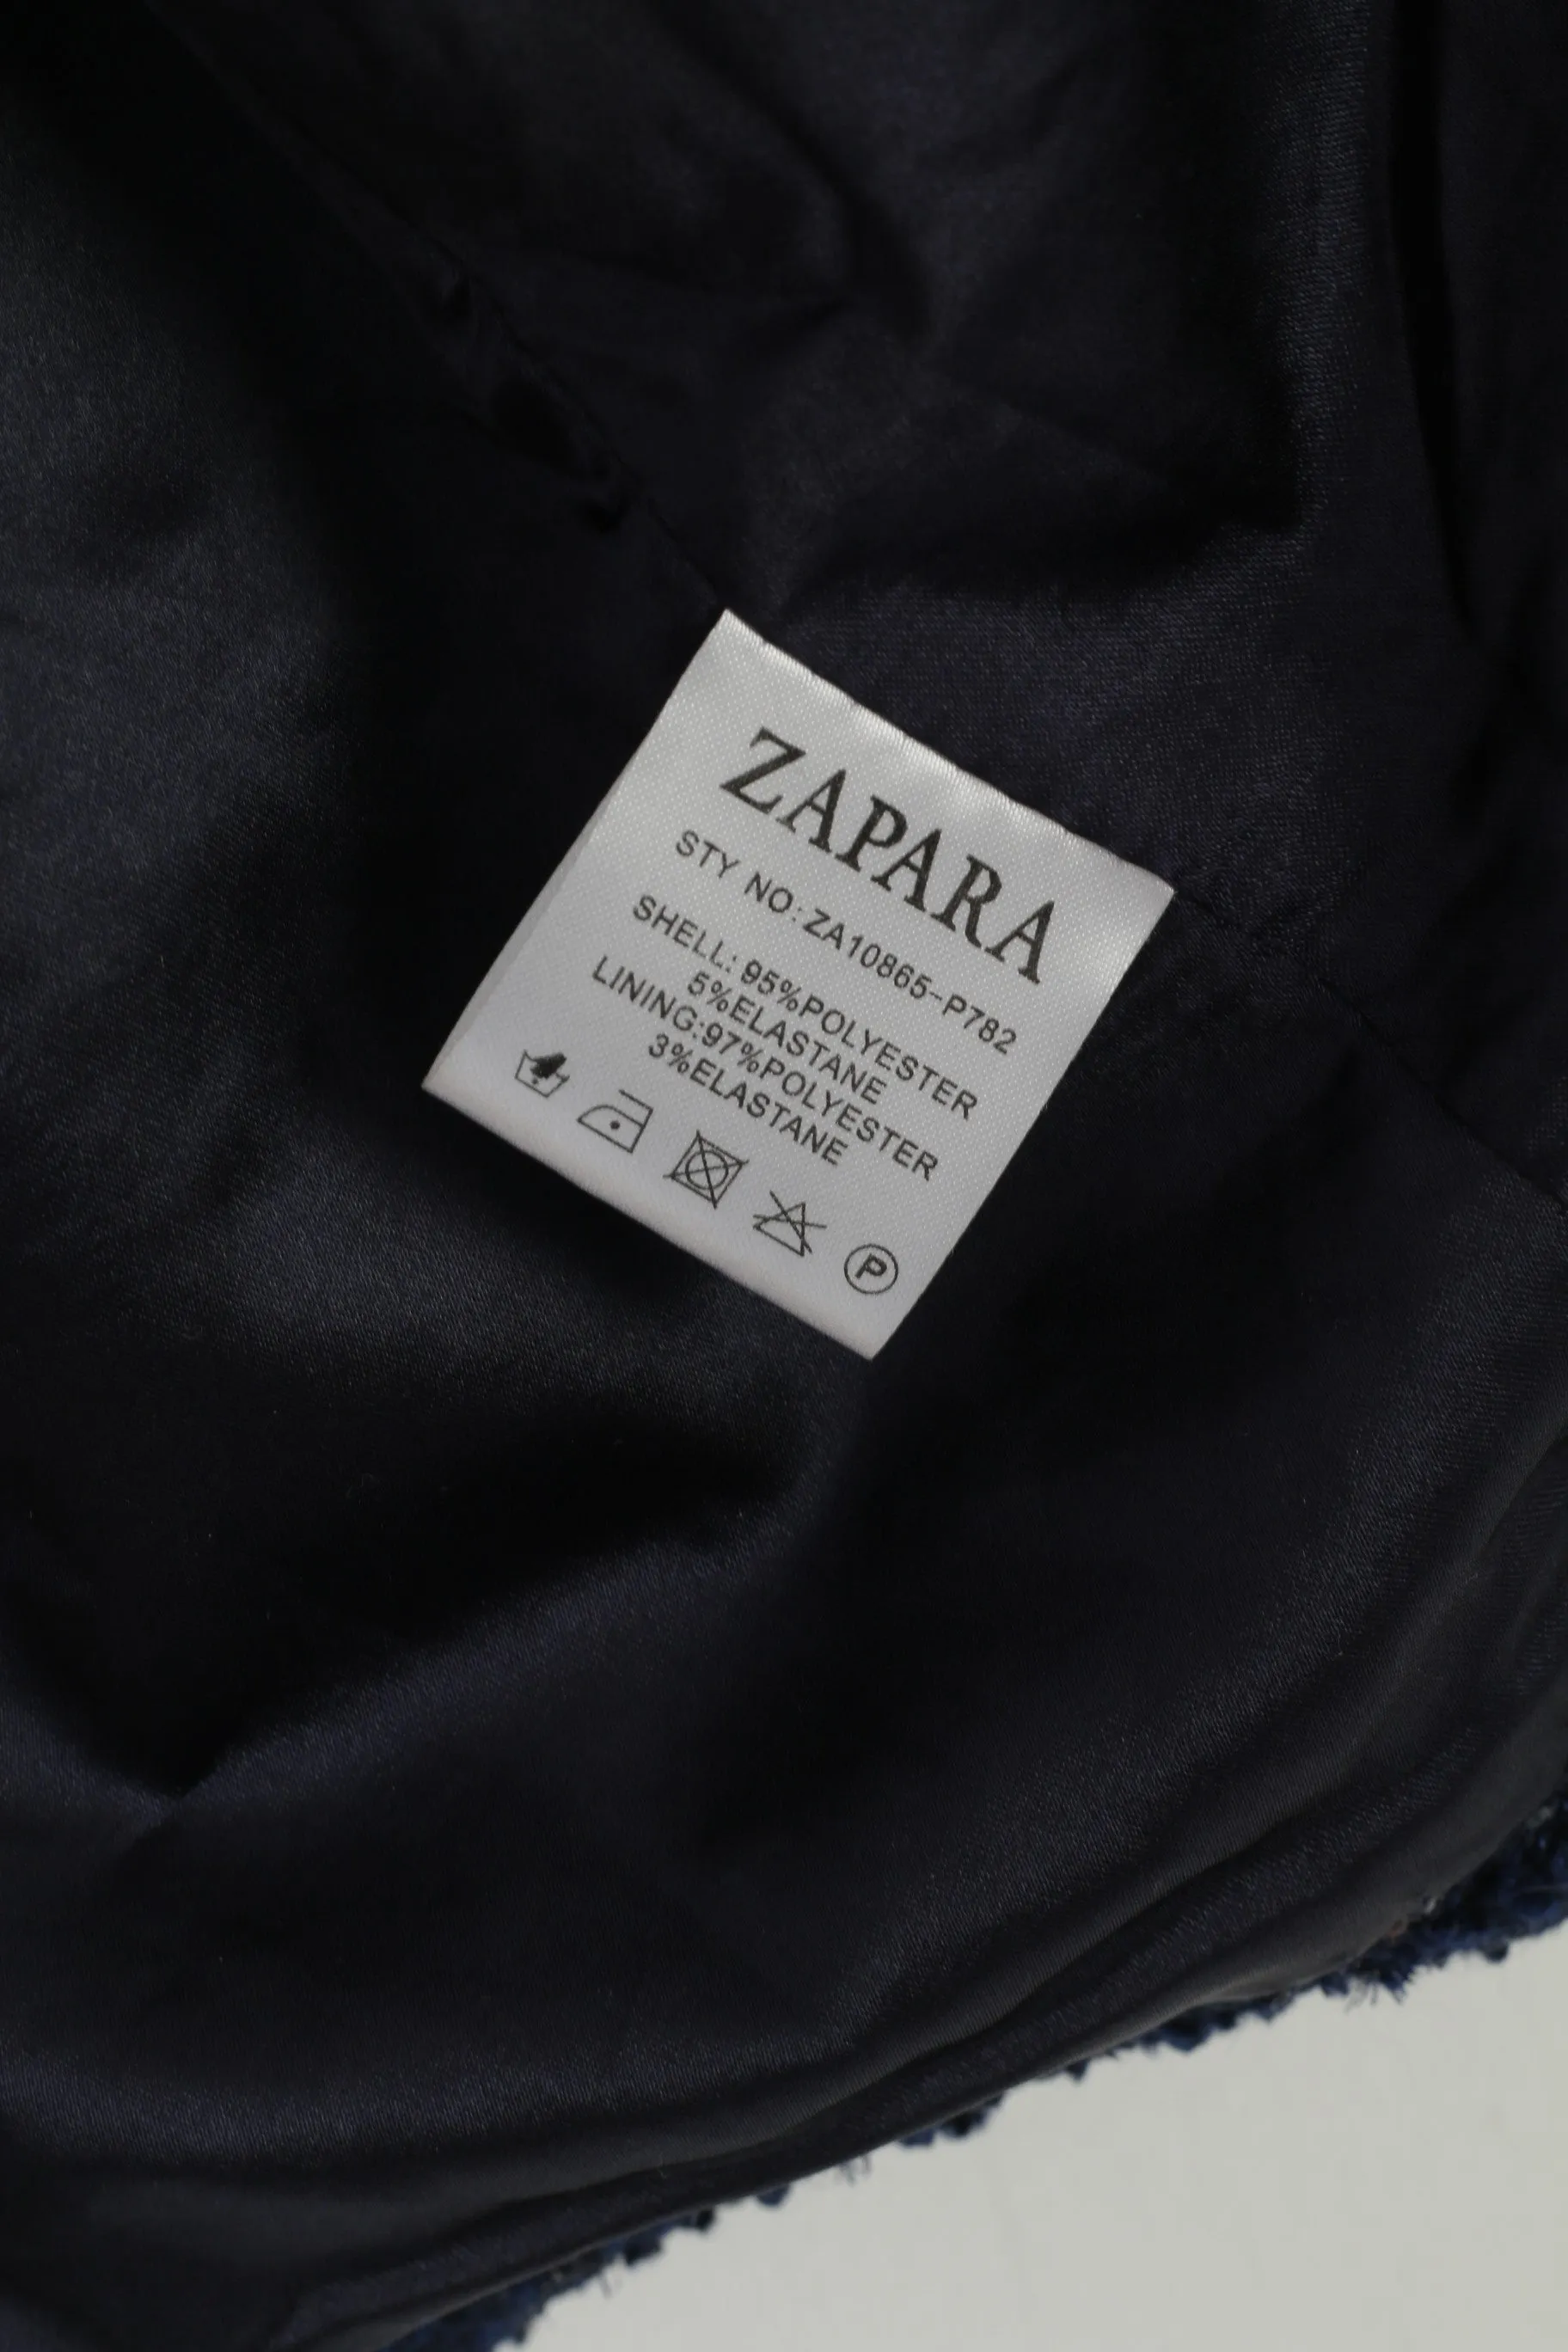 ZAPARA
STY NO:ZA10865-P782
SHELL: 95%POLYESTER
5%ELASTANE
LINING:97%POLYESTER
3%ELASTANE
P